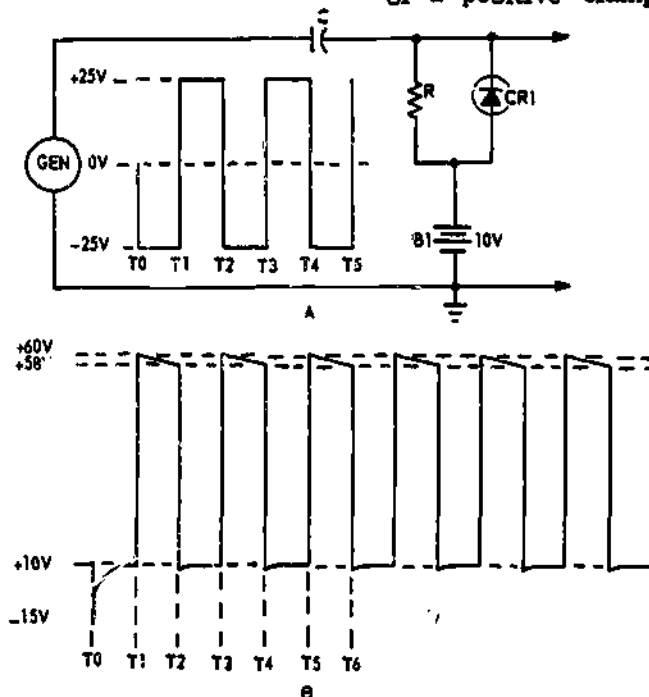 +25V
R
CR1
GEN
0V
B1 10V
-25V
T0 T1 T2 T3 T4 T5
A
+60V
+58"
+10V
-15V
T0 T1 T2 T3 T4 T5 T6
B